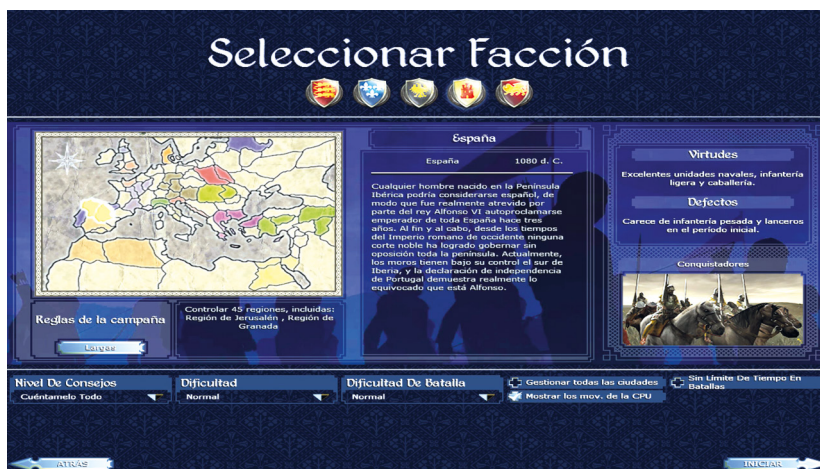 Seleccionar Facción
España
España 1080 d. C.
Cualquier hombre nacido en la Península
Ibérica podría considerarse español, de
modo que fue realmente atrevido por
parte del rey Alfonso VI autoproclamarse
emperador de toda España hace tres
años. Al fin y al cabo, desde los tiempos
del Imperio romano de occidente ninguna
corte noble ha logrado gobernar sin
oposición toda la península. Actualmente,
los moros tienen bajo su control el sur de
Iberia, y la declaración de independencia
de Portugal demuestra realmente lo
equivocado que está Alfonso.
Virtudes
Excelentes unidades navales, infantería
ligera y caballería.
Defectos
Carece de infantería pesada y lanceros
en el período inicial.
Conquistadores
Reglas de la campaña
Largas
Controlar 45 regiones, incluidas:
Región de Jerusalén , Región de
Granada
Nivel De Consejos
Cuéntamelo Todo
Dificultad
Normal
Dificultad De Batalla
Normal
Gestionar todas las ciudades
Mostrar los mov. de la CPU
Sin Límite De Tiempo En
Batallas
ATRÁS
INICIAR